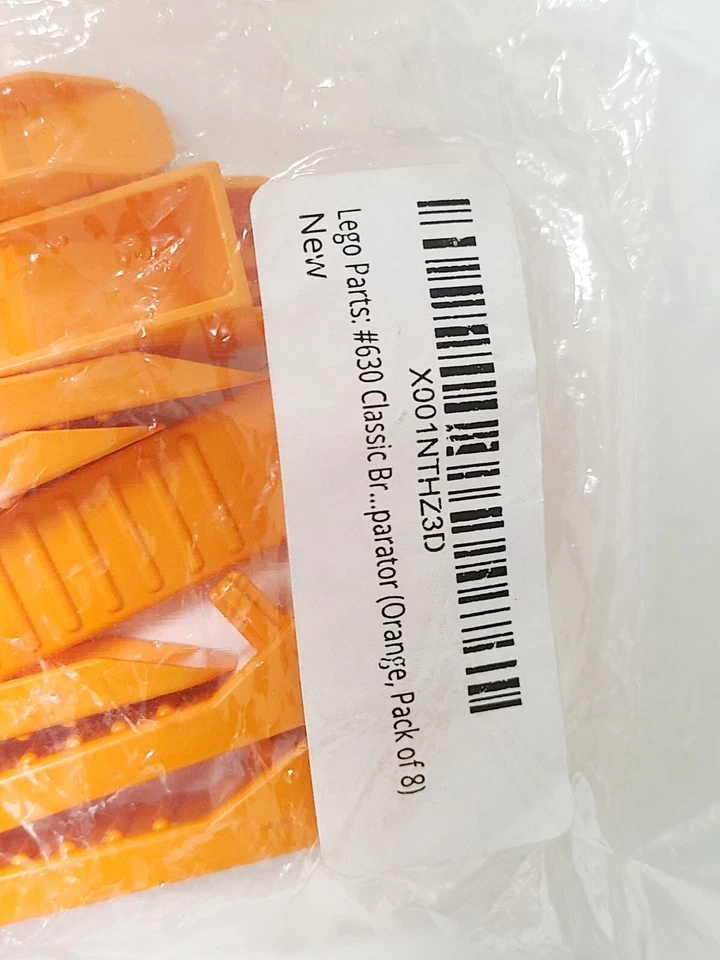 X001NTHZ3D
Lego Parts: #630 Classic Br...parator (Orange, Pack of 8)
New